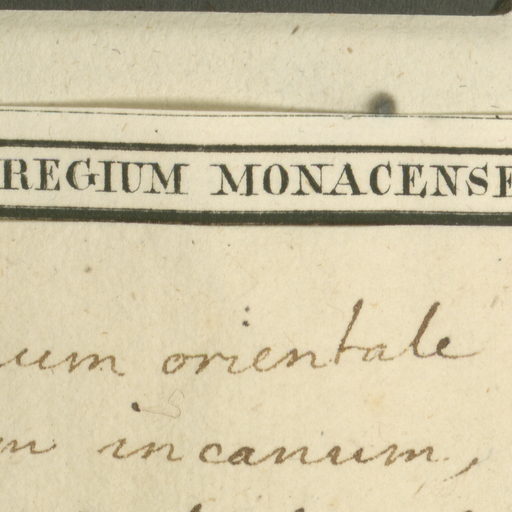 REGIUM MONACENSE
um orientale
m incanum,